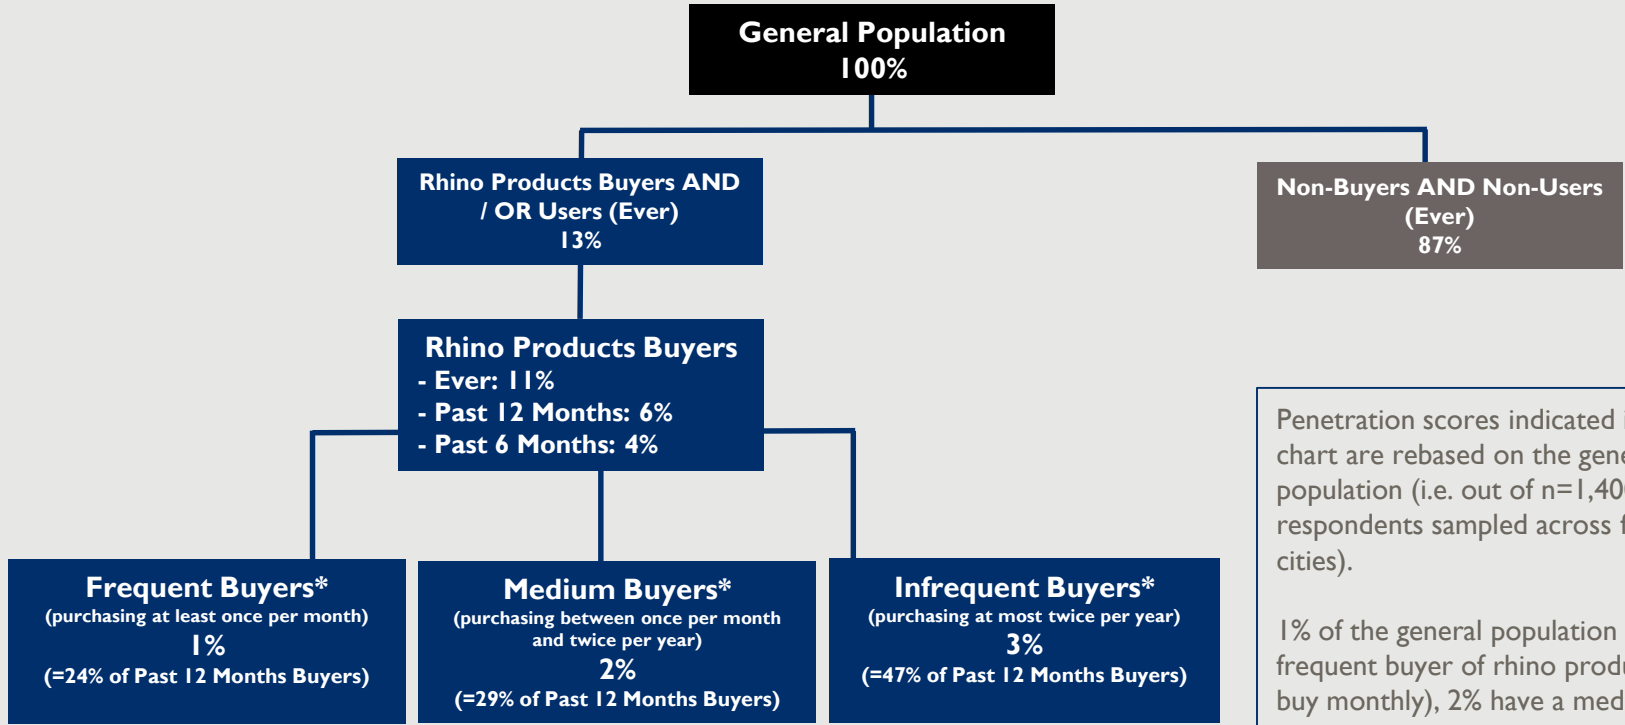 General Population
100%
Rhino Products Buyers AND
/ OR Users (Ever)
13%
Non-Buyers AND Non-Users
(Ever)
87%
Rhino Products Buyers
- Ever: 11%
- Past 12 Months: 6%
- Past 6 Months: 4%
Frequent Buyers*
(purchasing at least once per month)
1%
(=24% of Past 12 Months Buyers)
Medium Buyers*
(purchasing between once per month
and twice per year)
2%
(=29% of Past 12 Months Buyers)
Infrequent Buyers*
(purchasing at most twice per year)
3%
(=47% of Past 12 Months Buyers)
Penetration scores indicated
chart are rebased on the
population (i.e. out of
respondents sampled across
cities).
1% of the general population
frequent buyer of rhino
buy monthly), 2% have a